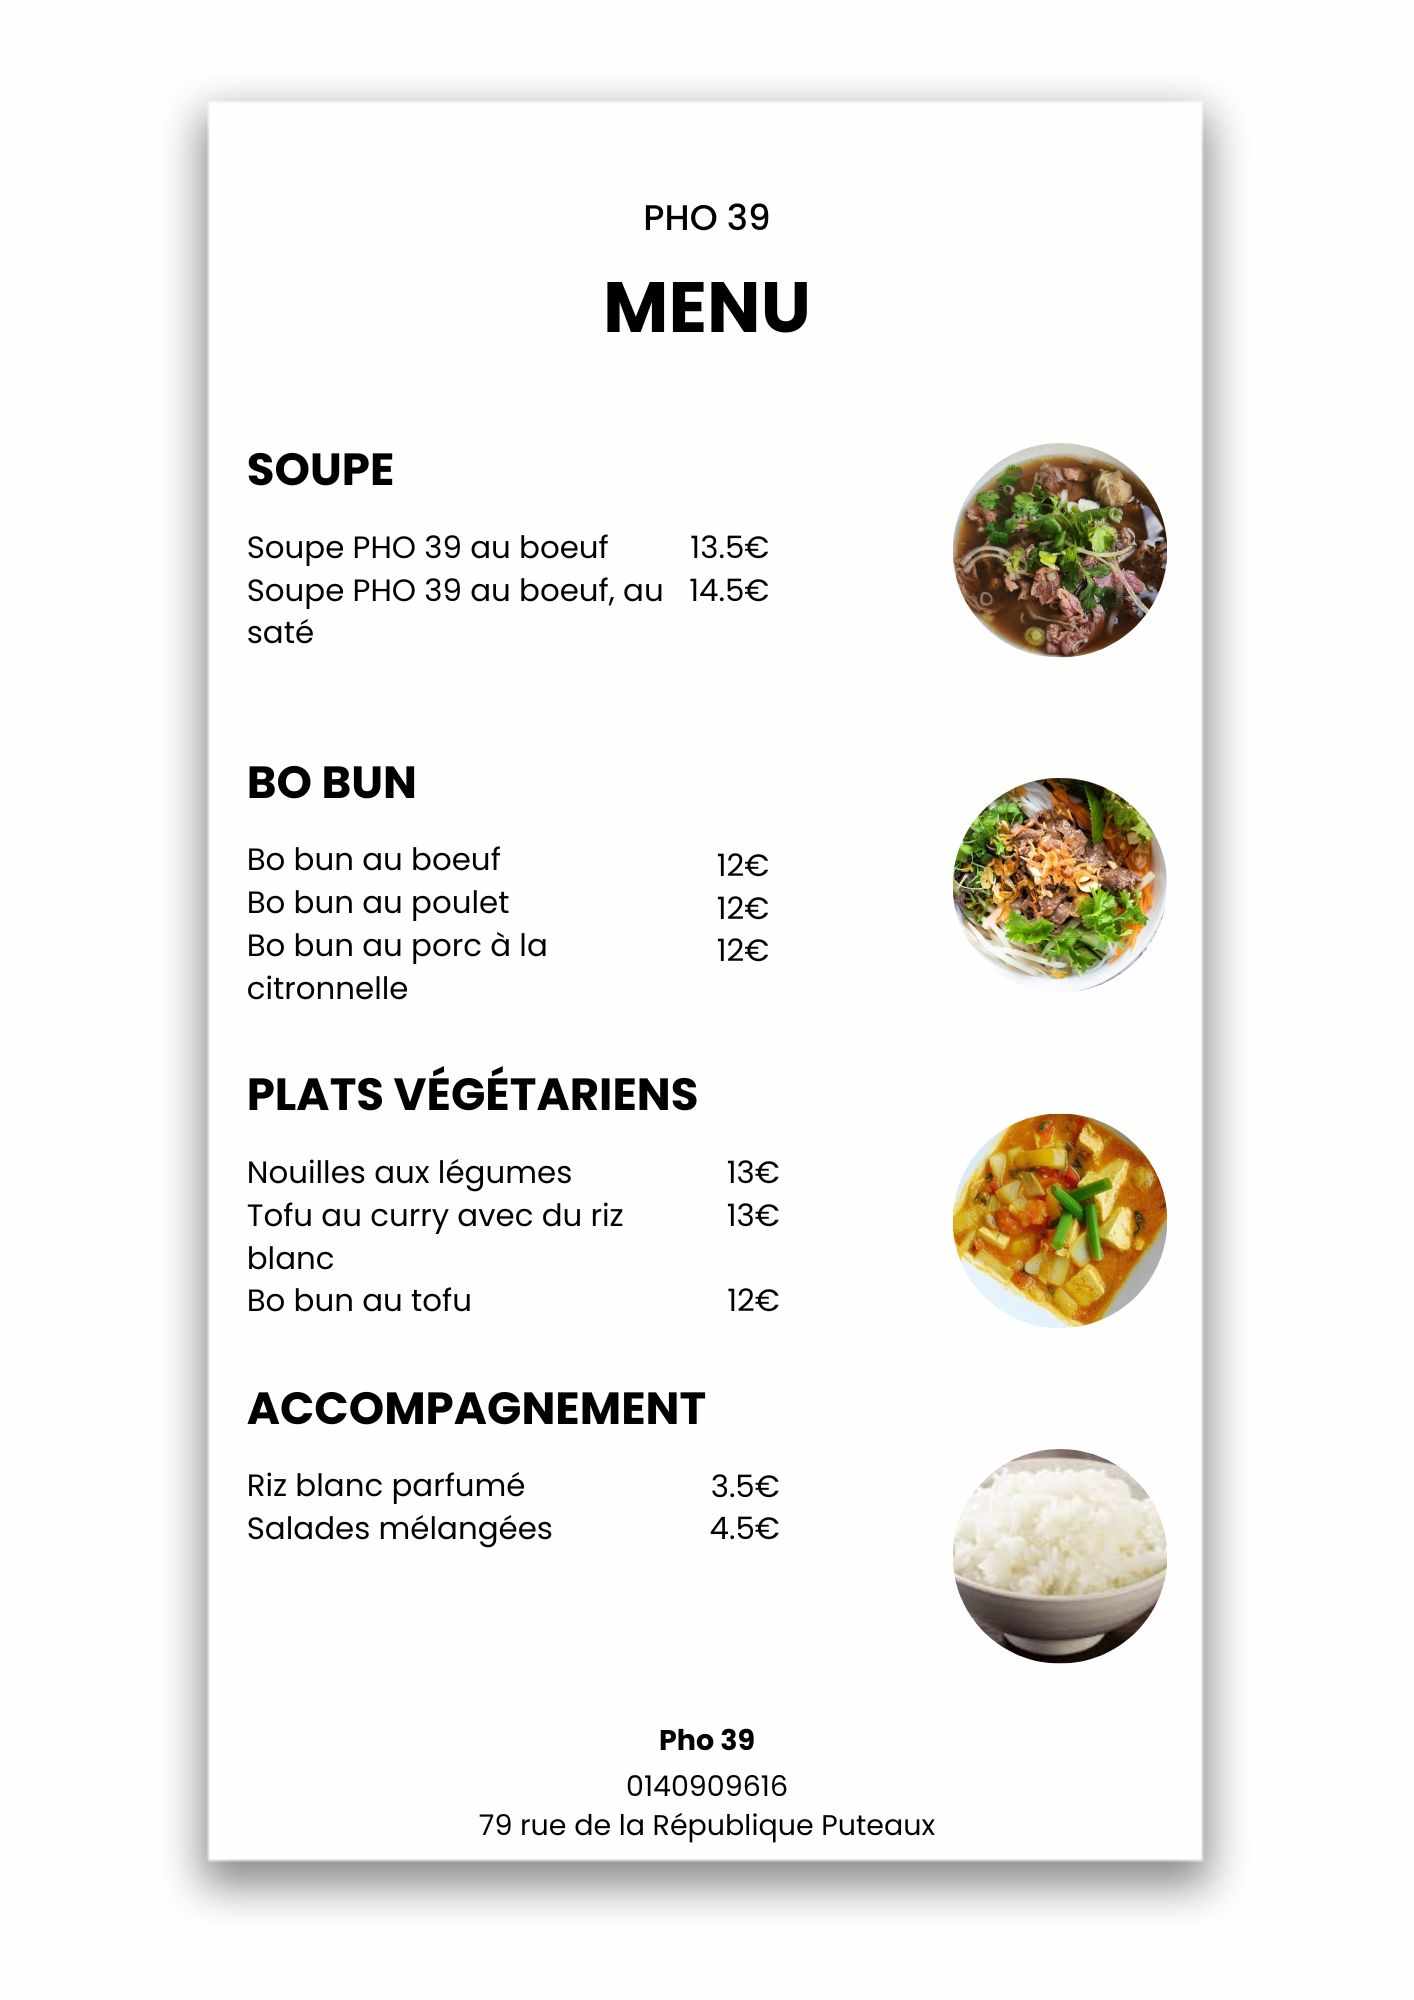 PHO 39
MENU
SOUPE
Soupe PHO 39 au boeuf 13.5€
Soupe PHO 39 au boeuf, au 14.5€
saté
BO BUN
Bo bun au boeuf 12€
Bo bun au poulet 12€
Bo bun au porc à la 12€
citronnelle
PLATS VÉGÉTARIENS
Nouilles aux légumes 13€
Tofu au curry avec du riz 13€
blanc
Bo bun au tofu 12€
ACCOMPAGNEMENT
Riz blanc parfumé 3.5€
Salades mélangées 4.5€
Pho 39
0140909616
79 rue de la République Puteaux